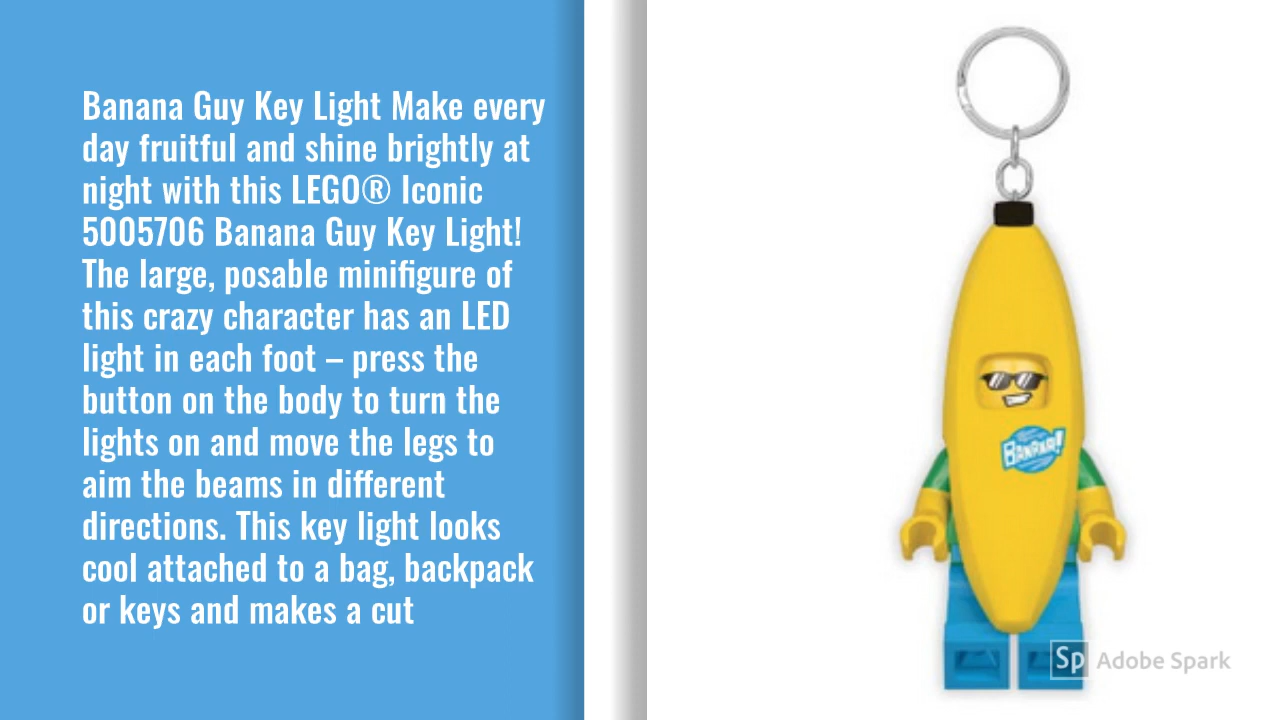 Banana Guy Key Light Make every
day fruitful and shine brightly at
night with this LEGO® Iconic
5005706 Banana Guy Key Light!
The large, posable minifigure of
this crazy character has an LED
light in each foot – press the
button on the body to turn the
lights on and move the legs to
aim the beams in different
directions. This key light looks
cool attached to a bag, backpack
or keys and makes a cut
BANANA!
Sp Adobe Spark